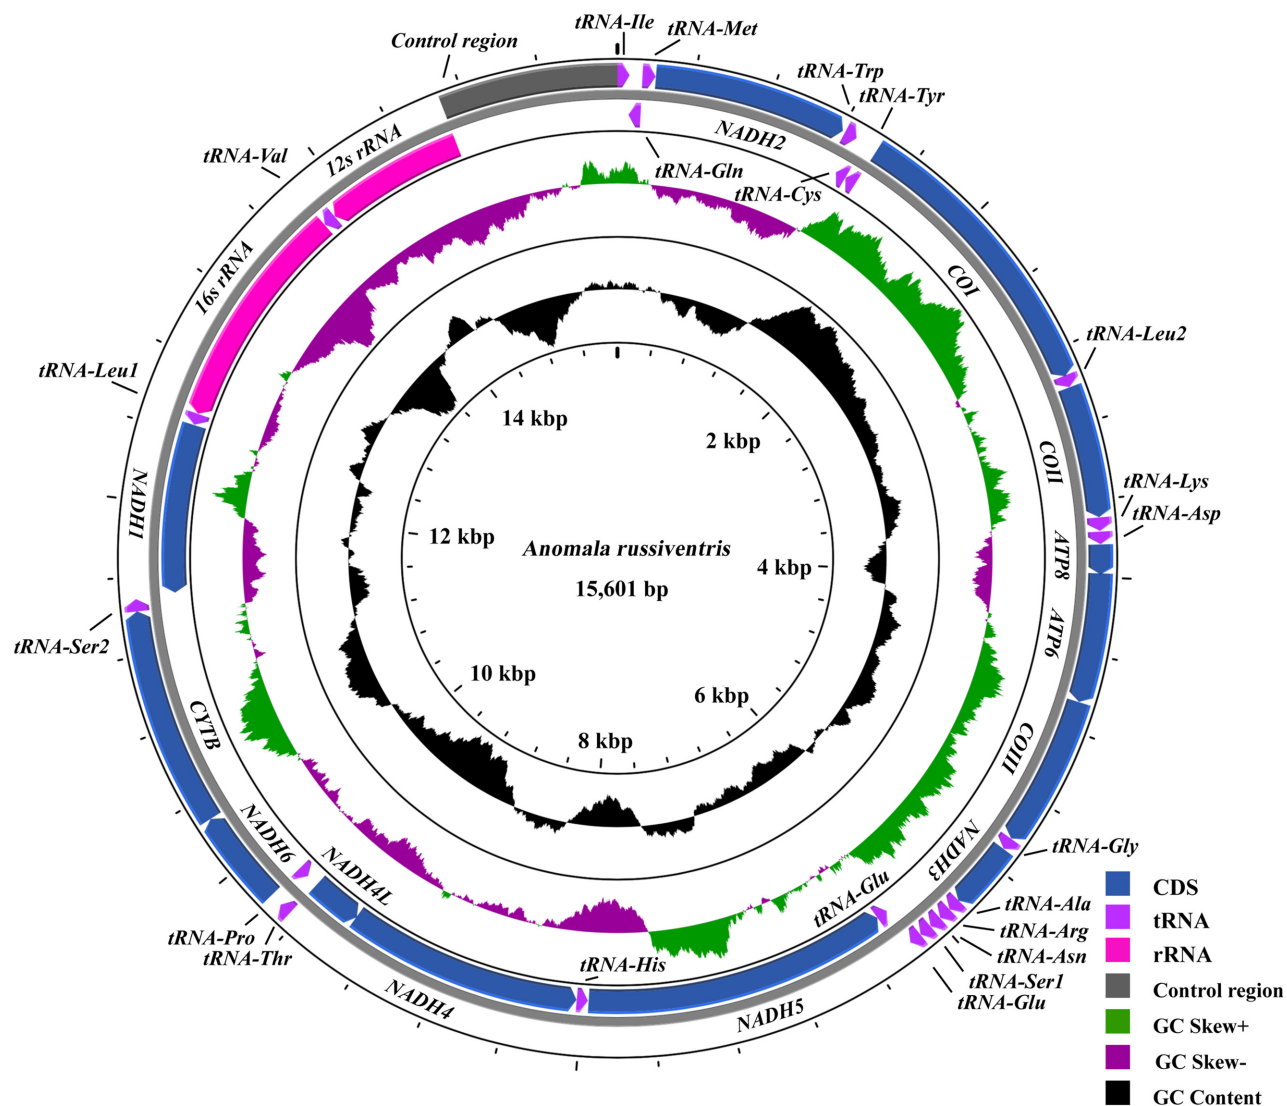 tRNA-Ile
tRNA-Met
Control region
tRNA-Trp
tRNA-Tyr
12s rRNA
NADH2
tRNA-Val
tRNA-Gln
tRNA-Cys
16s rRNA
COI
tRNA-Leu2
tRNA-Leu1
14 kbp
2 kbp
COII
tRNA-Lys
tRNA-Asp
NADH1
12 kbp
Anomala russiventris
4 kbp
ATP8
15,601 bp
ATP6
tRNA-Ser2
10 kbp
6 kbp
CYTB
8 kbp
COIII
NADH6
NADH3
tRNA-Gly
NADH4L
tRNA-Glu
tRNA-Ala
tRNA-Pro
tRNA-Arg
tRNA-Thr
tRNA-His
tRNA-Asn
tRNA-Ser1
NADH4
NADH5
tRNA-Glu
CDS
tRNA
rRNA
Control region
GC Skew+
GC Skew-
GC Content